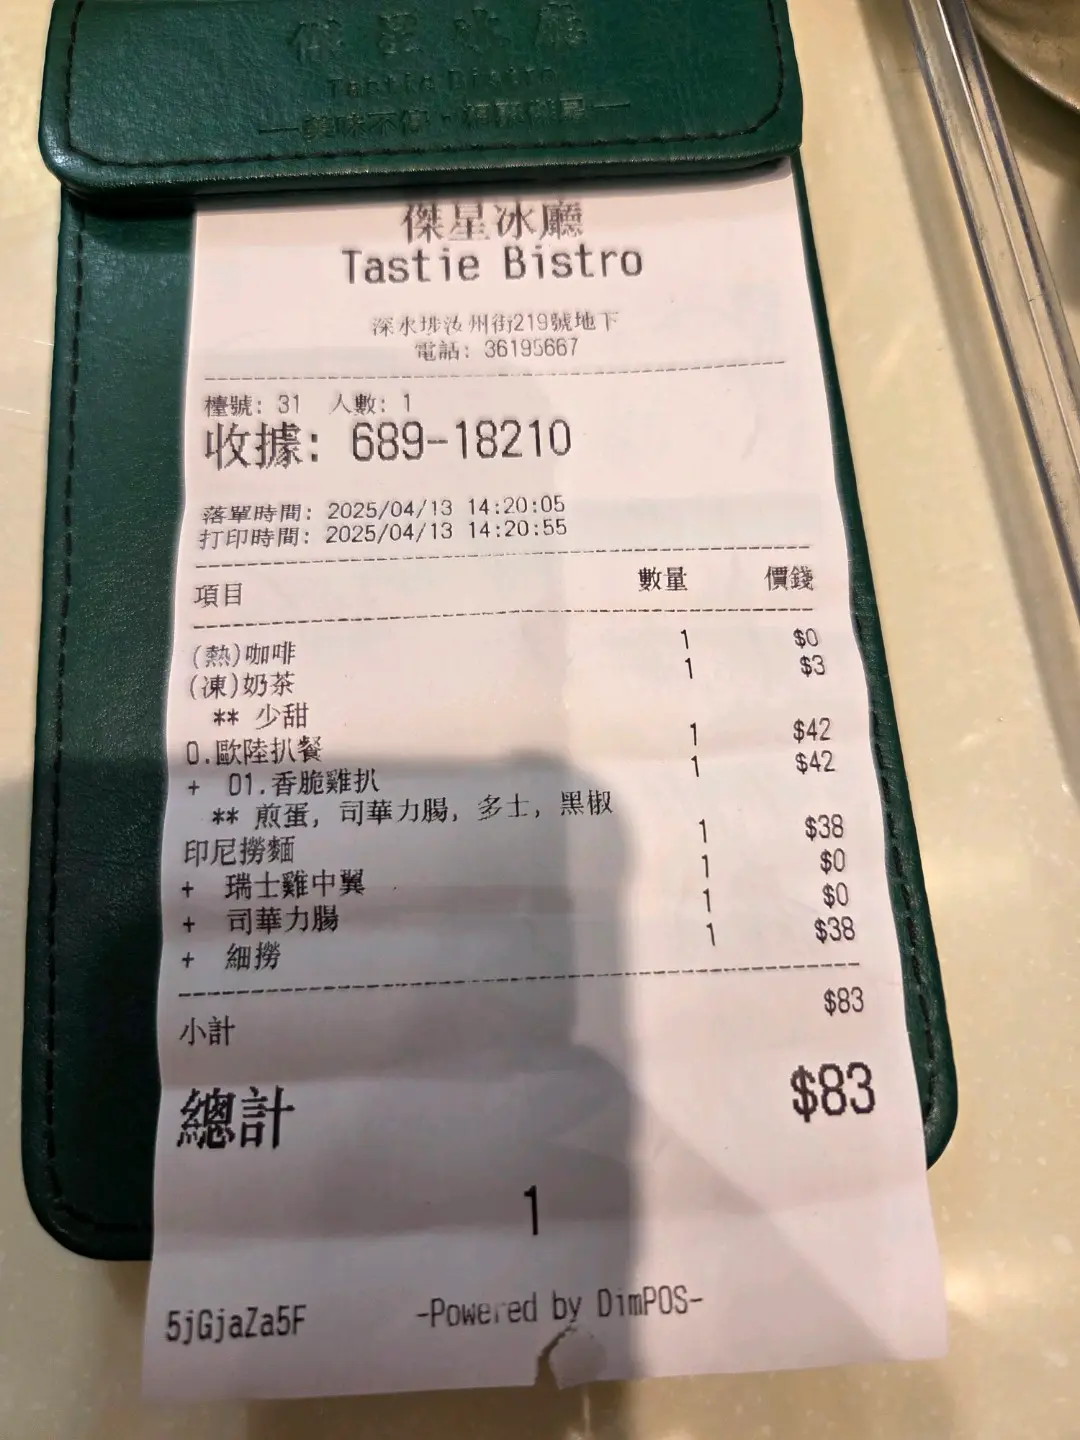 傑星冰廳
Tastie Bistro
傑星冰廳
Tastie Bistro
深水埗汝州街219號地下
電話: 36195667
檯號: 31 人數: 1
收據: 689-18210
落單時間: 2025/04/13 14:20:05
打印時間: 2025/04/13 14:20:55
項目 數量 價錢
(熱)咖啡 1 $0
(凍)奶茶 1 $3
** 少甜
O.歐陸扒餐 1 $42
+ 01.香脆雞扒 1 $42
** 煎蛋, 司華力腸, 多士, 黑椒
印尼撈麵 1 $38
+ 瑞士雞中翼 1 $0
+ 司華力腸 1 $0
+ 細撈 1 $38
小計 $83
總計 $83
1
5jGjaZa5F -Powered by DimPOS-